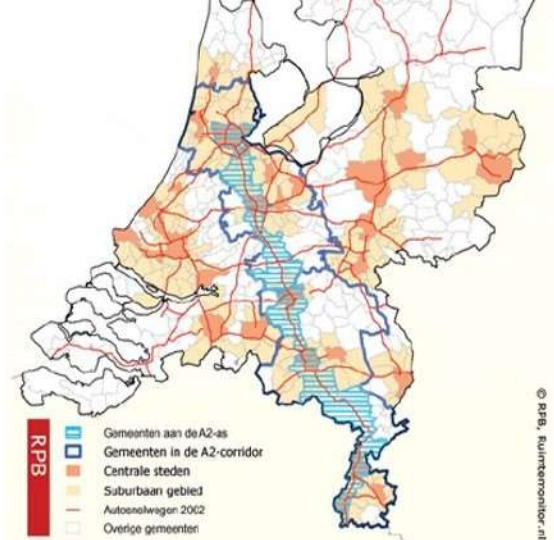 RPB
Gemeenten aan de A2-as
Gemeenten in de A2-corridor
Centrale steden
Suburbaan gebied
Autosnelwegen 2002
Overige gemeenten
© RPB, Ruimtemonitor.nl